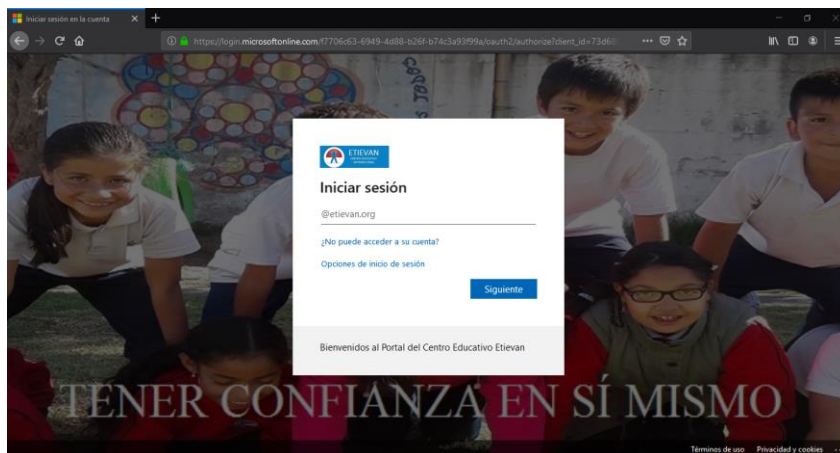 Iniciar sesión en la cuenta
https://login.microsoftonline.com/f7706c63-6949-4d88-b26f-b74c3a93f99a/oauth2/authorize?client_id=73d68
ETIEVAN
Iniciar sesión
@etievan.org
¿No puede acceder a su cuenta?
Opciones de inicio de sesión
Siguiente
Bienvenidos al Portal del Centro Educativo Etievan
TENER CONFIANZA EN SÍ MISMO
Términos de uso Privacidad y cookies